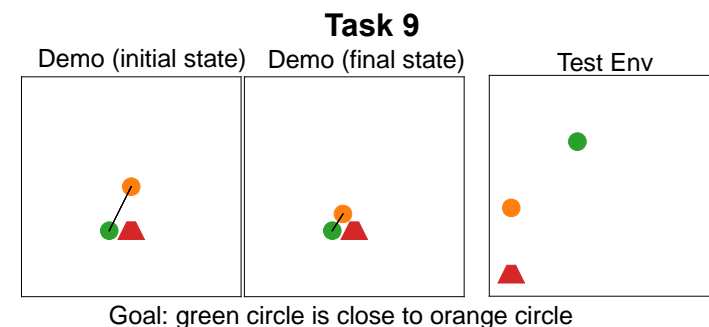 Task 9
Demo (initial state)
Demo (final state)
Test Env
Goal: green circle is close to orange circle